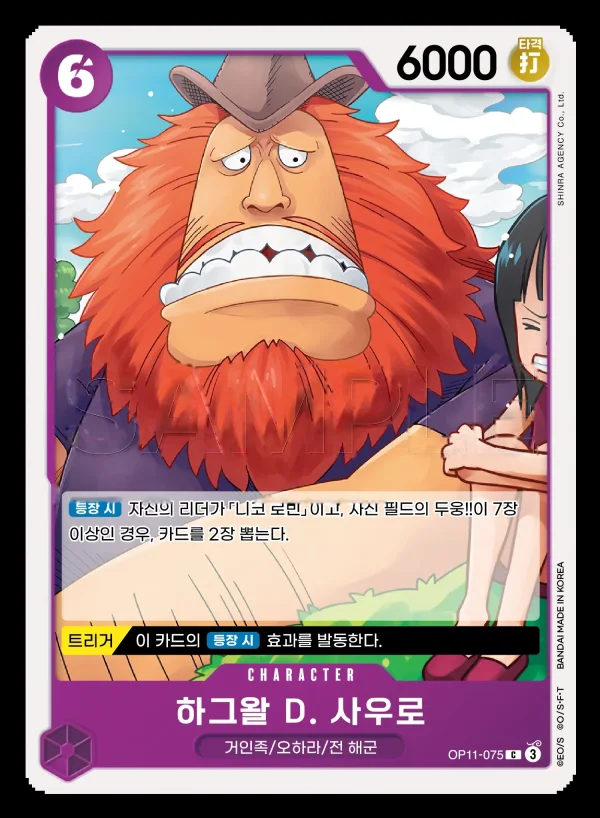 6
6000
타격
打
SHINRA AGENCY Co., Ltd.
SAMPLE
등장 시 자신의 리더가 「니코 로빈」이고, 자신 필드의 두웅!!이 7장
이상인 경우, 카드를 2장 뽑는다.
트리거 이 카드의 등장 시 효과를 발동한다.
CHARACTER
하그왈 D. 사우로
거인족/오하라/전 해군
OP11-075 C 3
BANDAI MADE IN KOREA
©EO/S ©O/S·F·T